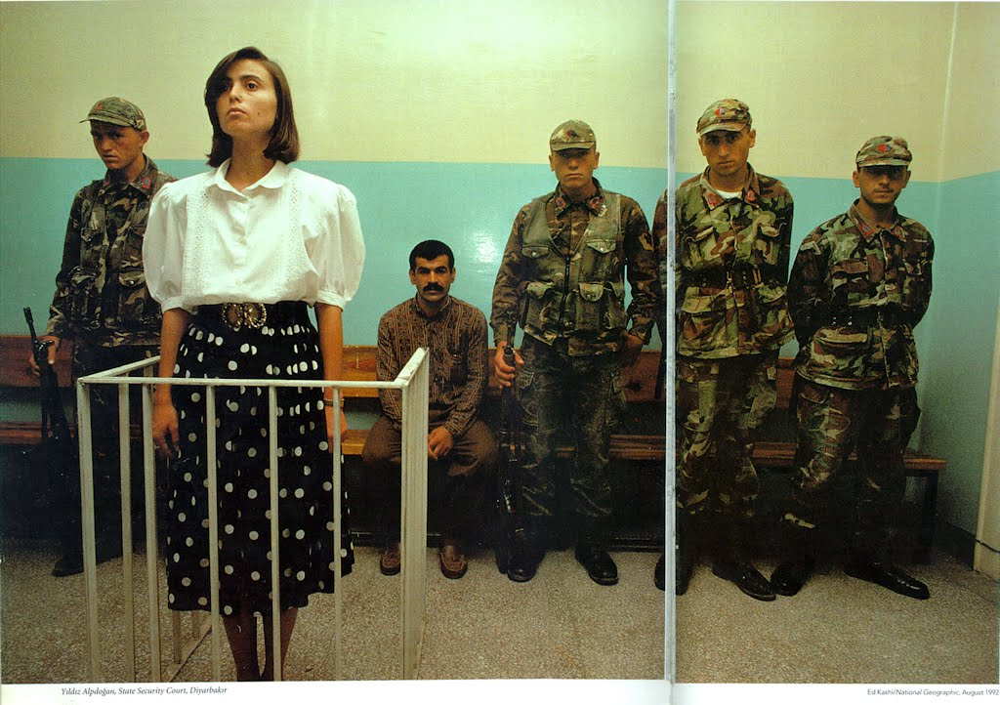 Yıldız Alpdoğan, State Security Court, Diyarbakır
Ed Kashi/National Geographic, August 1992